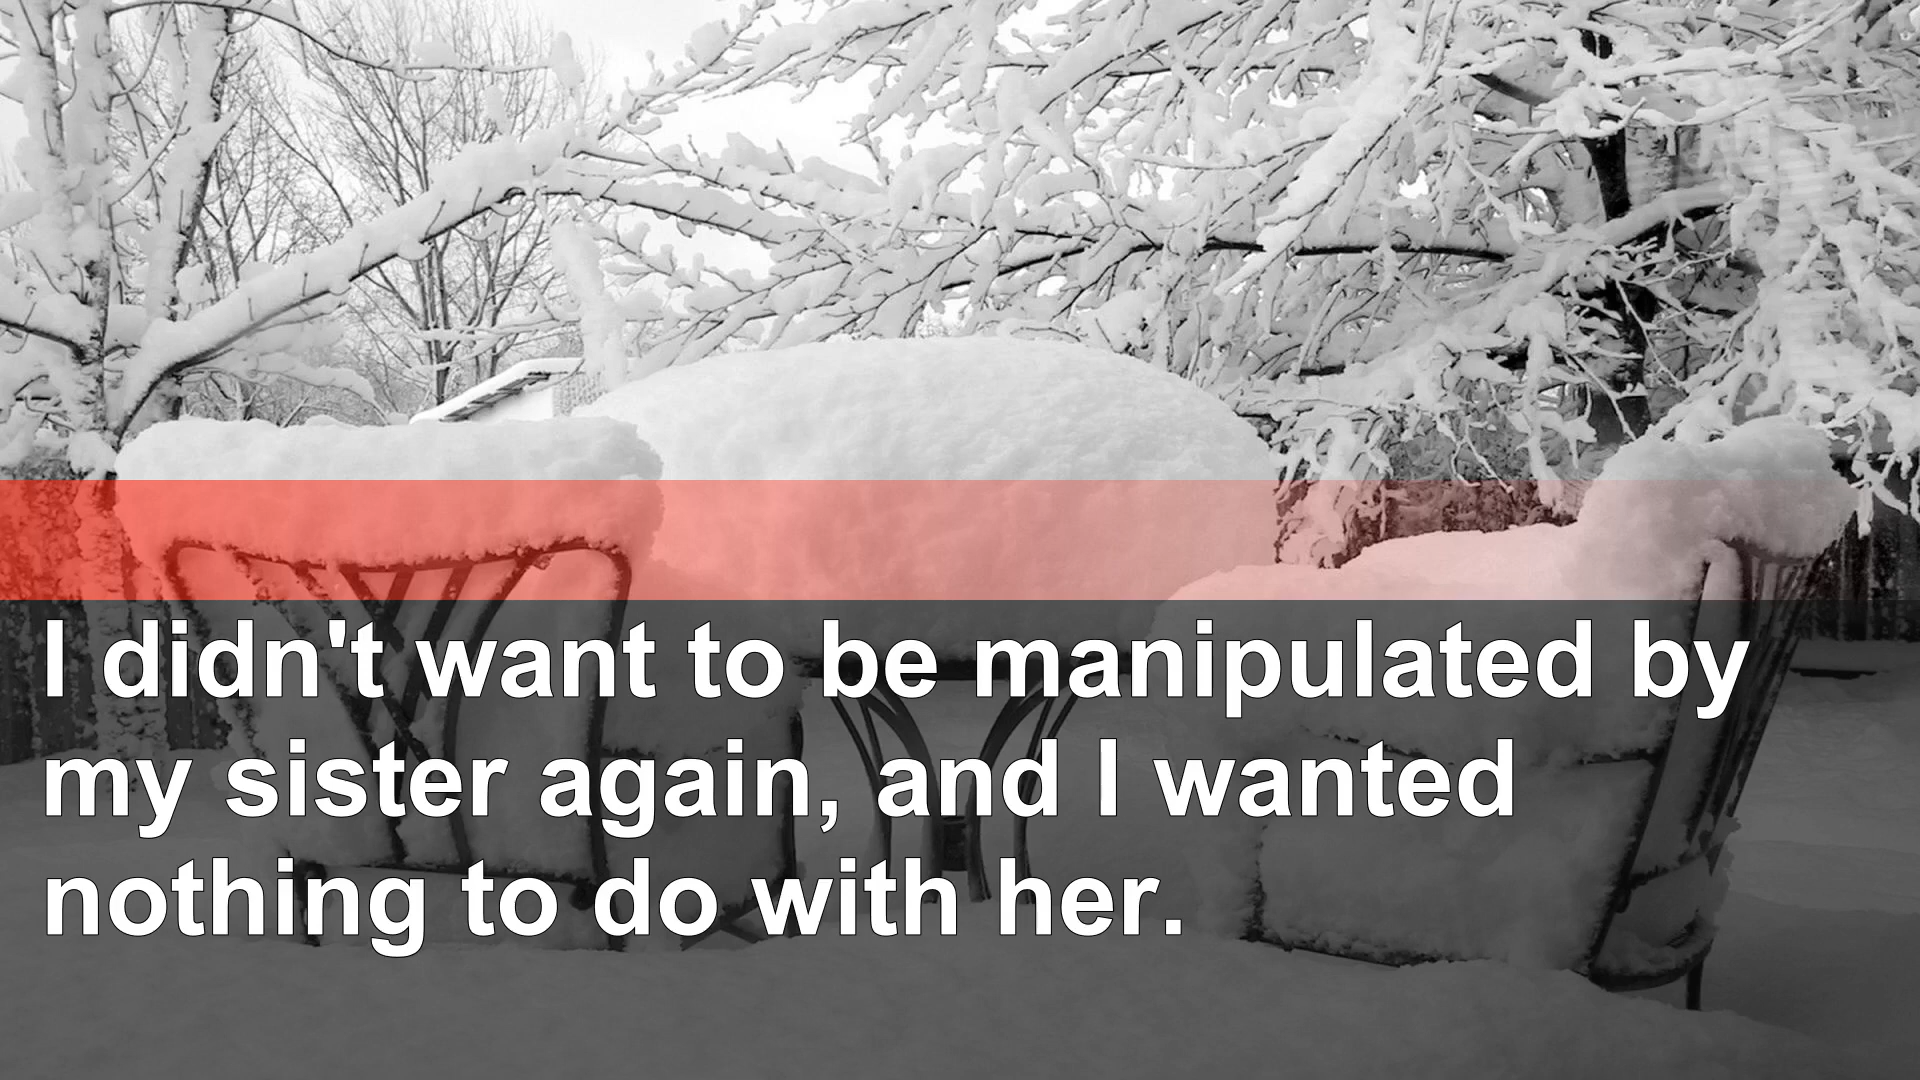 I didn't want to be manipulated by
my sister again, and I wanted
nothing to do with her.